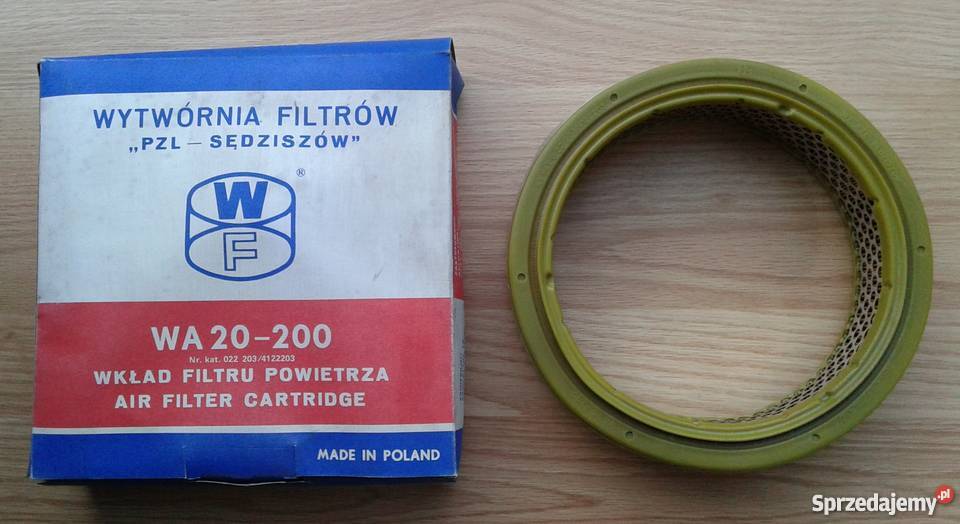 WYTWÓRNIA FILTRÓW
„PZL – SĘDZISZÓW”
W
®
F
WA 20-200
Nr. kat. 022 203/4122203
WKŁAD FILTRU POWIETRZA
AIR FILTER CARTRIDGE
MADE IN POLAND
Sprzedajemy.pl